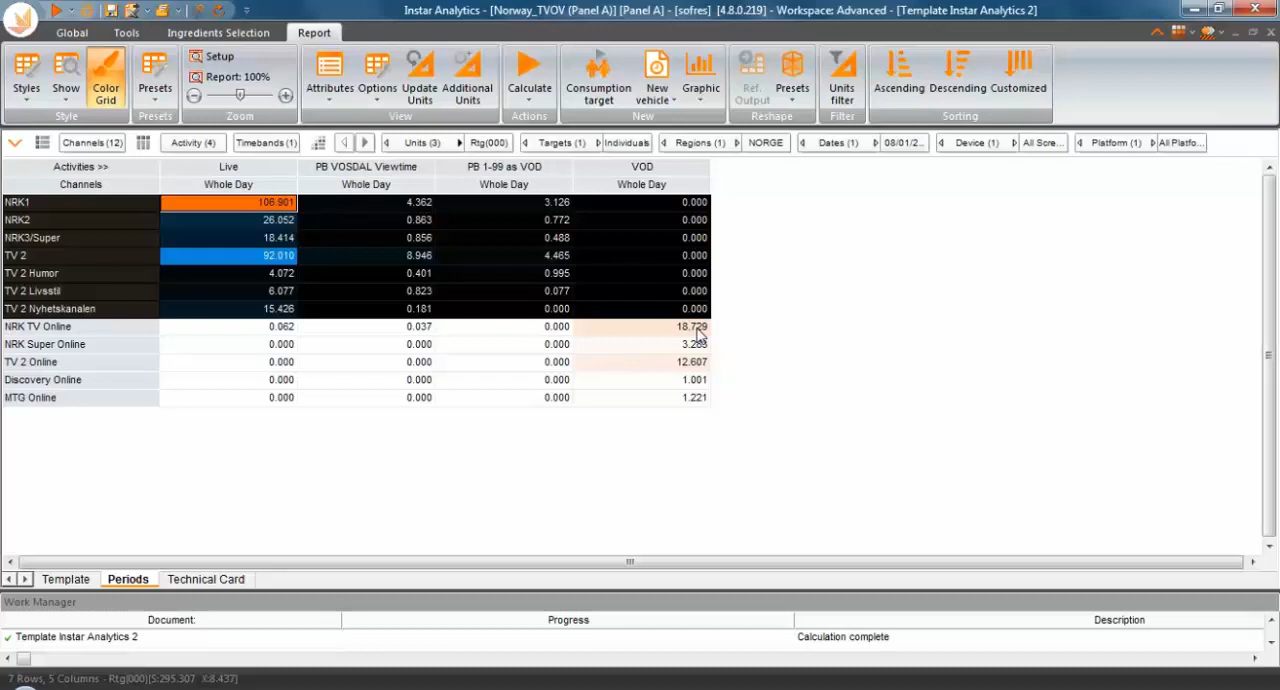 Instar Analytics - [Norway_TVOV (Panel A)] [Panel A] - [sofres] [4.8.0.219] - Workspace: Advanced - [Template Instar Analytics 2]
Global Tools Ingredients Selection Report
Setup
Report: 100%
Styles Show Color Grid Presets Attributes Options Update Units Additional Units Calculate Consumption target New vehicle Graphic Ref. Output Presets Units filter Ascending Descending Customized
Style Presets Zoom View Actions New Reshape Filter Sorting
Channels (12) Activity (4) Timebands (1) Units (3) Rtg(000) Targets (1) Individuals Regions (1) NORGE Dates (1) 08/01/2... Device (1) All Scre... Platform (1) All Platfo...
Activities >> Live PB VOSDAL Viewtime PB 1-99 as VOD VOD
Channels Whole Day Whole Day Whole Day Whole Day
NRK1 106.901 4.362 3.126 0.000
NRK2 26.052 0.863 0.772 0.000
NRK3/Super 18.414 0.856 0.488 0.000
TV 2 92.010 8.946 4.465 0.000
TV 2 Humor 4.072 0.401 0.995 0.000
TV 2 Livsstil 6.077 0.823 0.077 0.000
TV 2 Nyhetskanalen 15.426 0.181 0.000 0.000
NRK TV Online 0.062 0.037 0.000 18.729
NRK Super Online 0.000 0.000 0.000
TV 2 Online 0.000 0.000 0.000 12.607
Discovery Online 0.000 0.000 0.000 1.001
MTG Online 0.000 0.000 0.000 1.221
Template Periods Technical Card
Work Manager
Document: Progress Description
Template Instar Analytics 2 Calculation complete
7 Rows, 5 Columns - Rtg(000)[S:295.307 X:8.437]